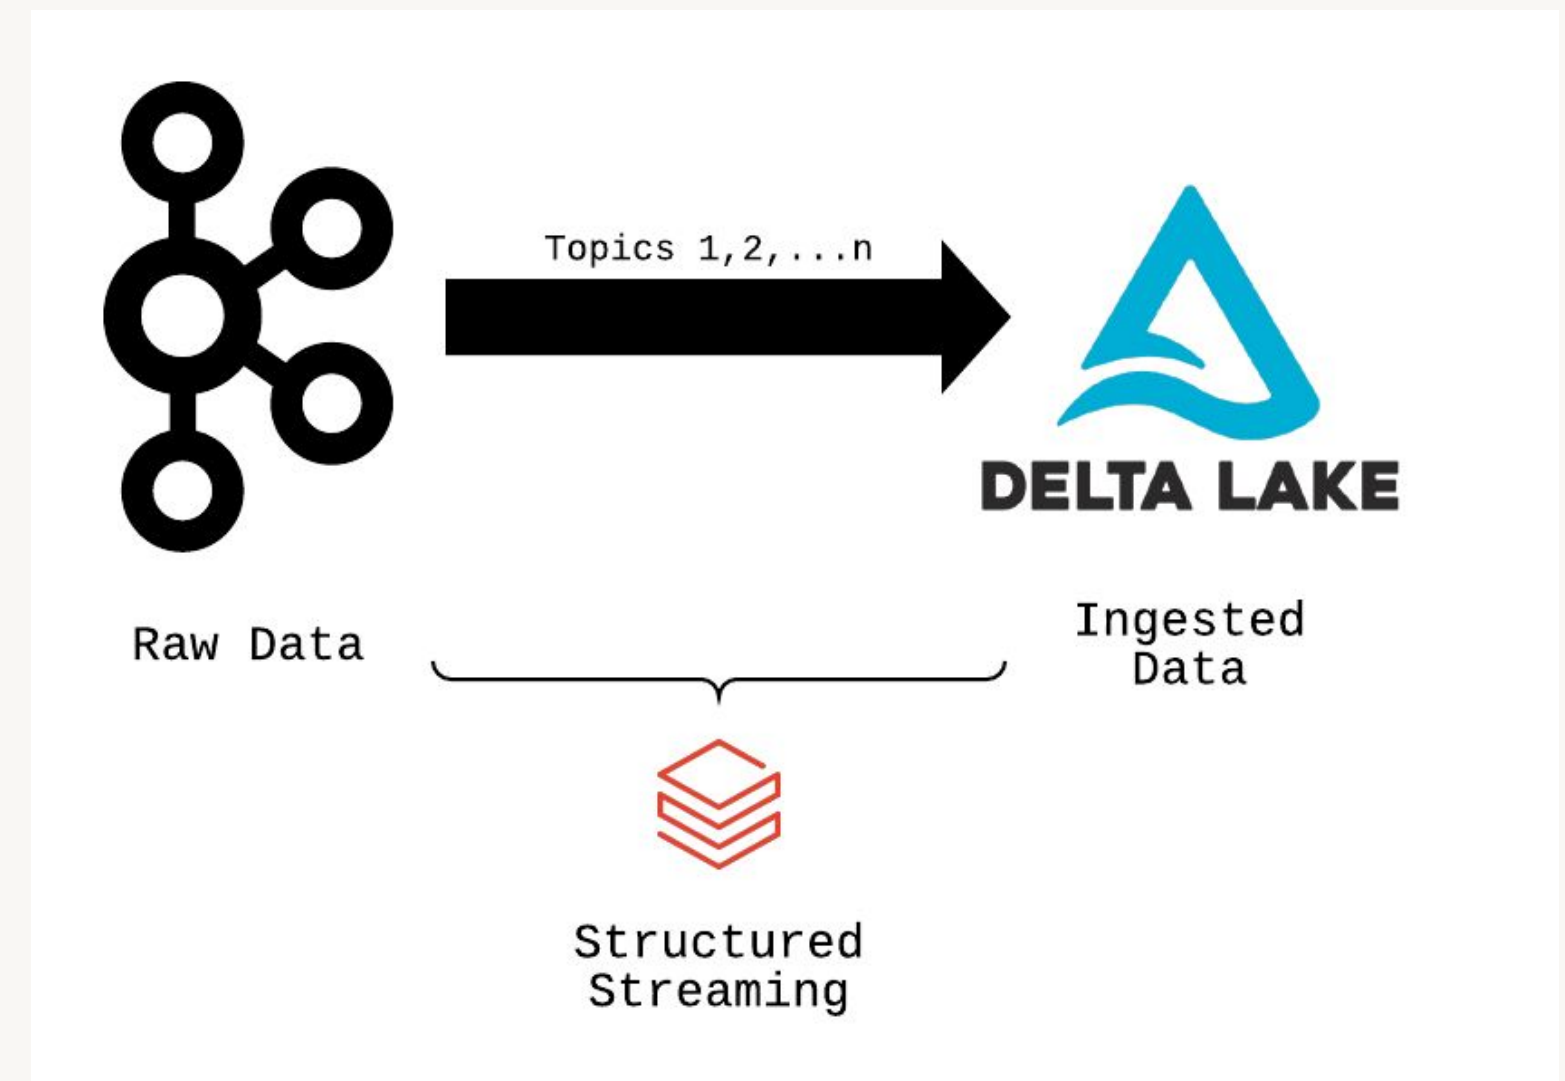 Topics 1,2,...n
DELTA LAKE
Raw Data
Ingested
Data
Structured
Streaming